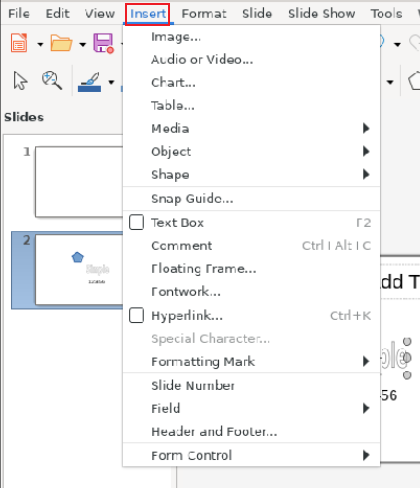 File Edit View Insert Format Slide Slide Show Tools
Image...
Audio or Video...
Chart...
Table...
Slides
Media
1
Object
Shape
Snap Guide...
Text Box F2
2
Comment Ctrl+Alt+C
Simple
Floating Frame...
dd T
Fontwork...
Hyperlink... Ctrl+K
Special Character...
Formatting Mark
Slide Number
56
Field
Header and Footer...
Form Control